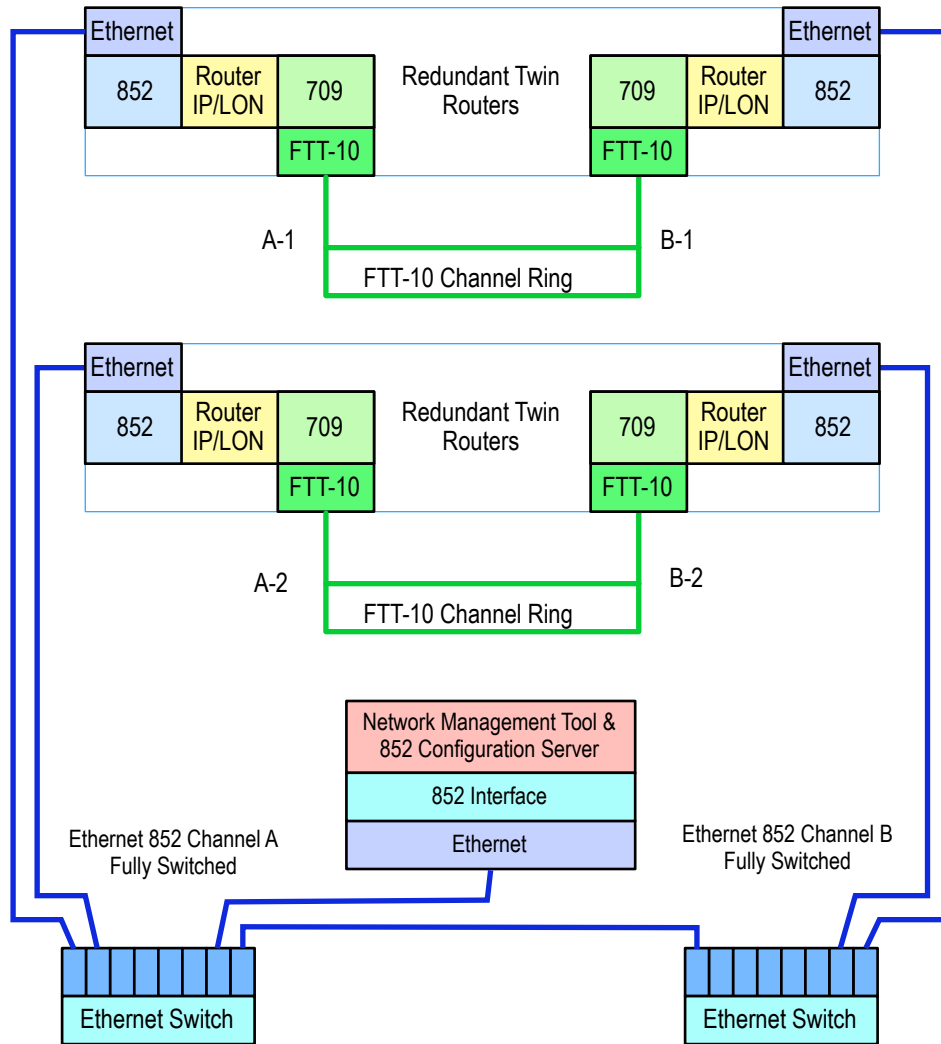 Ethernet
Ethernet
852
Router
IP/LON
709
Redundant Twin
Routers
709
Router
IP/LON
852
FTT-10
FTT-10
A-1
B-1
FTT-10 Channel Ring
Ethernet
Ethernet
852
Router
IP/LON
709
Redundant Twin
Routers
709
Router
IP/LON
852
FTT-10
FTT-10
A-2
B-2
FTT-10 Channel Ring
Network Management Tool &
852 Configuration Server
852 Interface
Ethernet
Ethernet 852 Channel A
Fully Switched
Ethernet 852 Channel B
Fully Switched
Ethernet Switch
Ethernet Switch